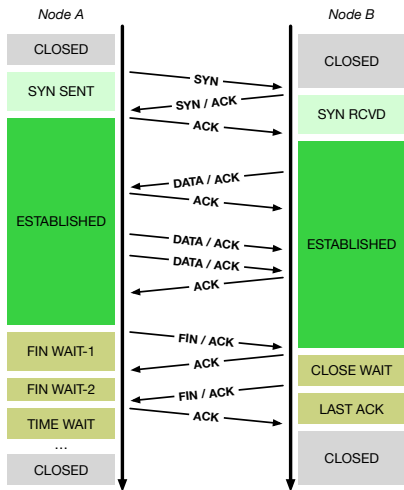 Node A
Node B
CLOSED
CLOSED
SYN
SYN SENT
SYN / ACK
SYN RCVD
ACK
ESTABLISHED
ESTABLISHED
DATA / ACK
ACK
DATA / ACK
DATA / ACK
ACK
FIN / ACK
FIN WAIT-1
ACK
CLOSE WAIT
FIN WAIT-2
FIN / ACK
LAST ACK
TIME WAIT
ACK
...
CLOSED
CLOSED